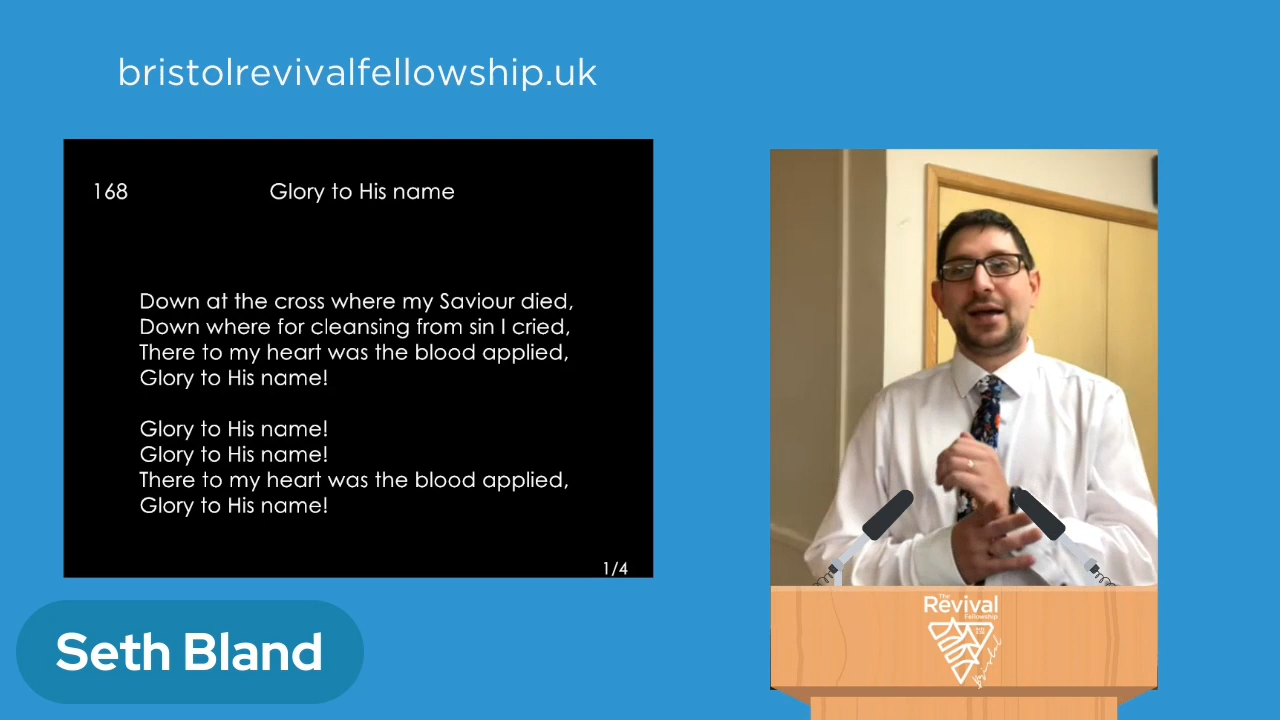 bristolrevivalfellowship.uk
168 Glory to His name
Down at the cross where my Saviour died,
Down where for cleansing from sin I cried,
There to my heart was the blood applied,
Glory to His name!
Glory to His name!
Glory to His name!
There to my heart was the blood applied,
Glory to His name!
1/4
Seth Bland
The
Revival
Fellowship
Bristol